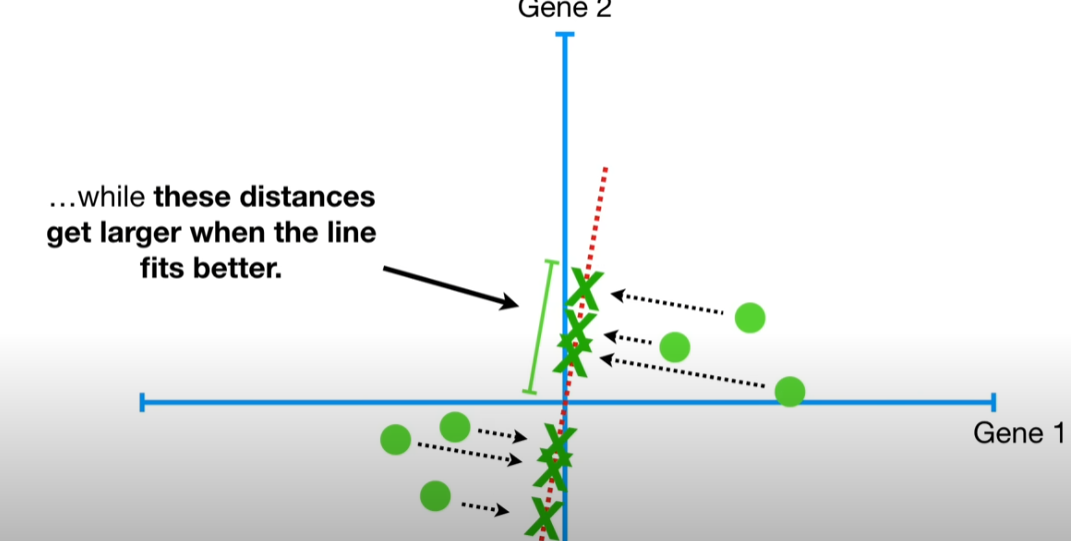 Gene 2
…while these distances
get larger when the line
fits better.
Gene 1